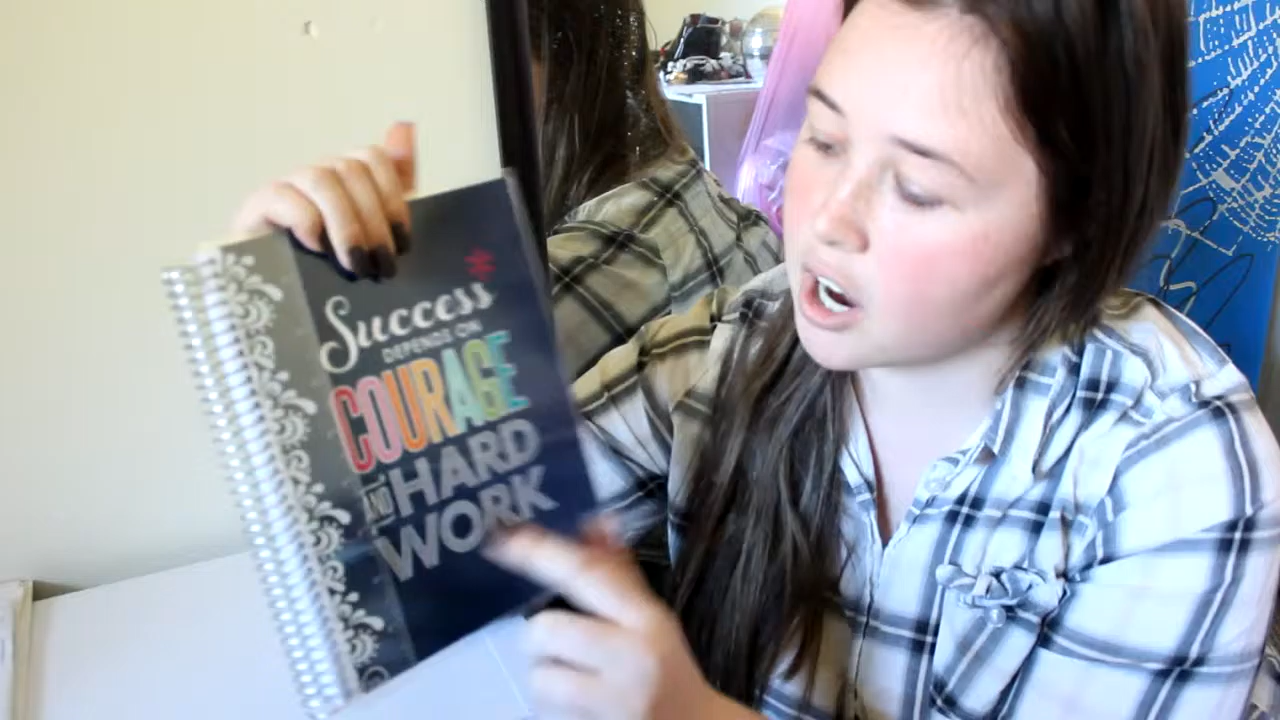 Success
DEPENDS ON
COURAGE
AND HARD
WORK